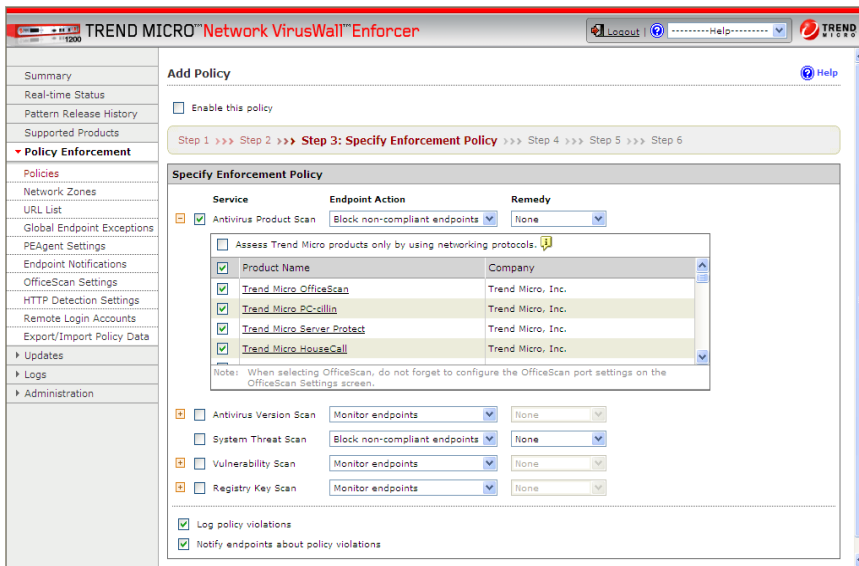 1200 TREND MICRO™ Network VirusWall™ Enforcer
Logout | ? ---------Help---------
TREND MICRO
Summary
Real-time Status
Pattern Release History
Supported Products
Policy Enforcement
Policies
Network Zones
URL List
Global Endpoint Exceptions
PEAgent Settings
Endpoint Notifications
OfficeScan Settings
HTTP Detection Settings
Remote Login Accounts
Export/Import Policy Data
Updates
Logs
Administration
Add Policy
? Help
Enable this policy
Step 1 >>> Step 2 >>> Step 3: Specify Enforcement Policy >>> Step 4 >>> Step 5 >>> Step 6
Specify Enforcement Policy
Service Endpoint Action Remedy
Antivirus Product Scan Block non-compliant endpoints None
Assess Trend Micro products only by using networking protocols.
Product Name Company
Trend Micro OfficeScan Trend Micro, Inc.
Trend Micro PC-cillin Trend Micro, Inc.
Trend Micro Server Protect Trend Micro, Inc.
Trend Micro HouseCall Trend Micro, Inc.
Note: When selecting OfficeScan, do not forget to configure the OfficeScan port settings on the
OfficeScan Settings screen.
Antivirus Version Scan Monitor endpoints None
System Threat Scan Block non-compliant endpoints None
Vulnerability Scan Monitor endpoints None
Registry Key Scan Monitor endpoints None
Log policy violations
Notify endpoints about policy violations